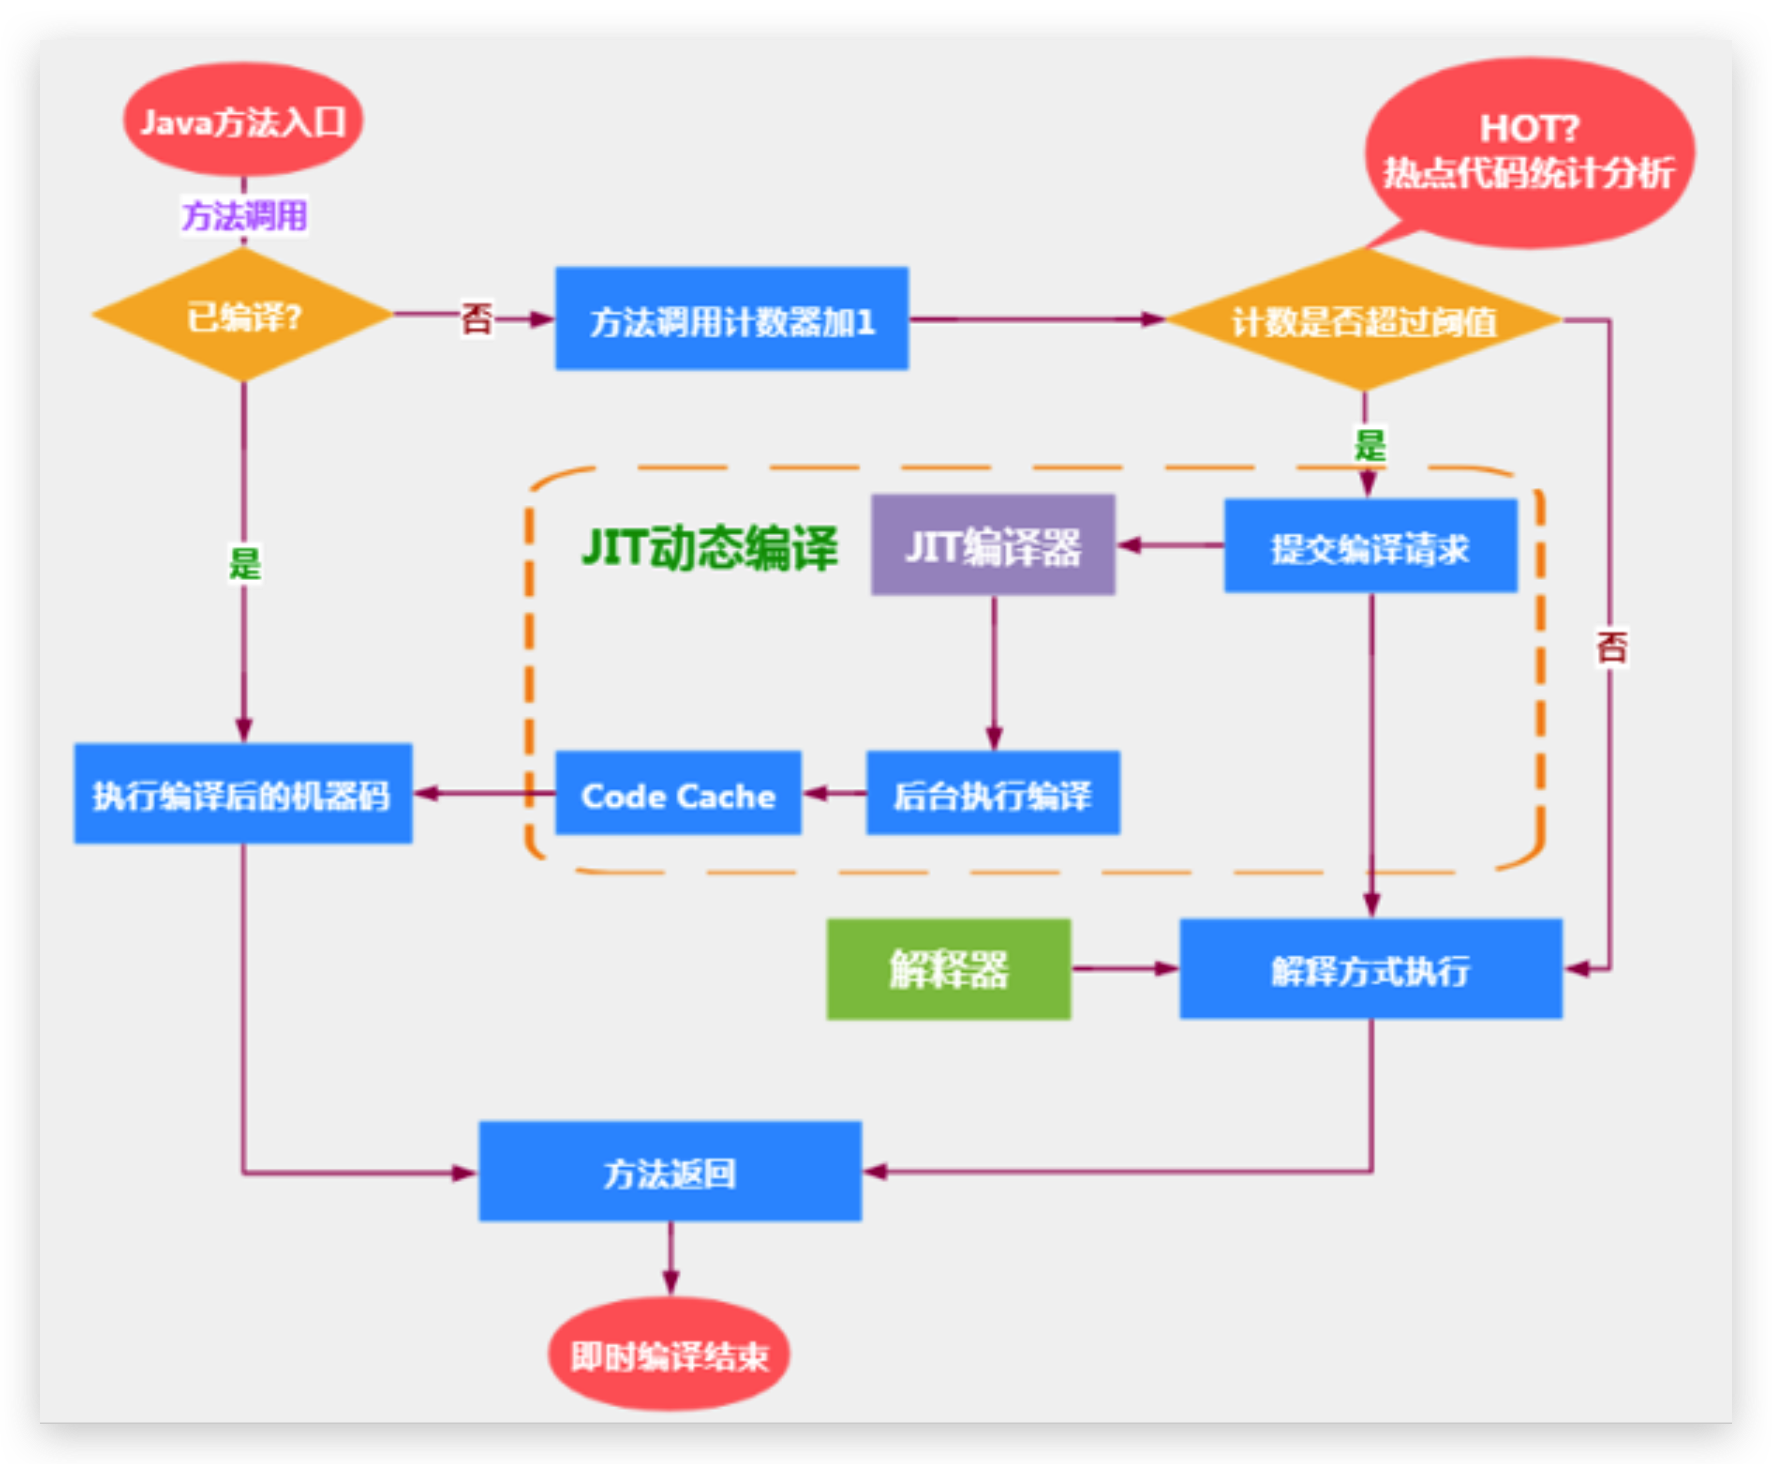 Java方法入口
HOT?
热点代码统计分析
方法调用
已编译?
否
方法调用计数器加1
计数是否超过阈值
是
JIT动态编译
JIT编译器
提交编译请求
是
否
执行编译后的机器码
Code Cache
后台执行编译
解释器
解释方式执行
方法返回
即时编译结束